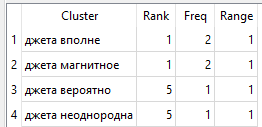 Cluster Rank Freq Range
1 джета вполне 1 2 1
2 джета магнитное 1 2 1
3 джета вероятно 5 1 1
4 джета неоднородна 5 1 1